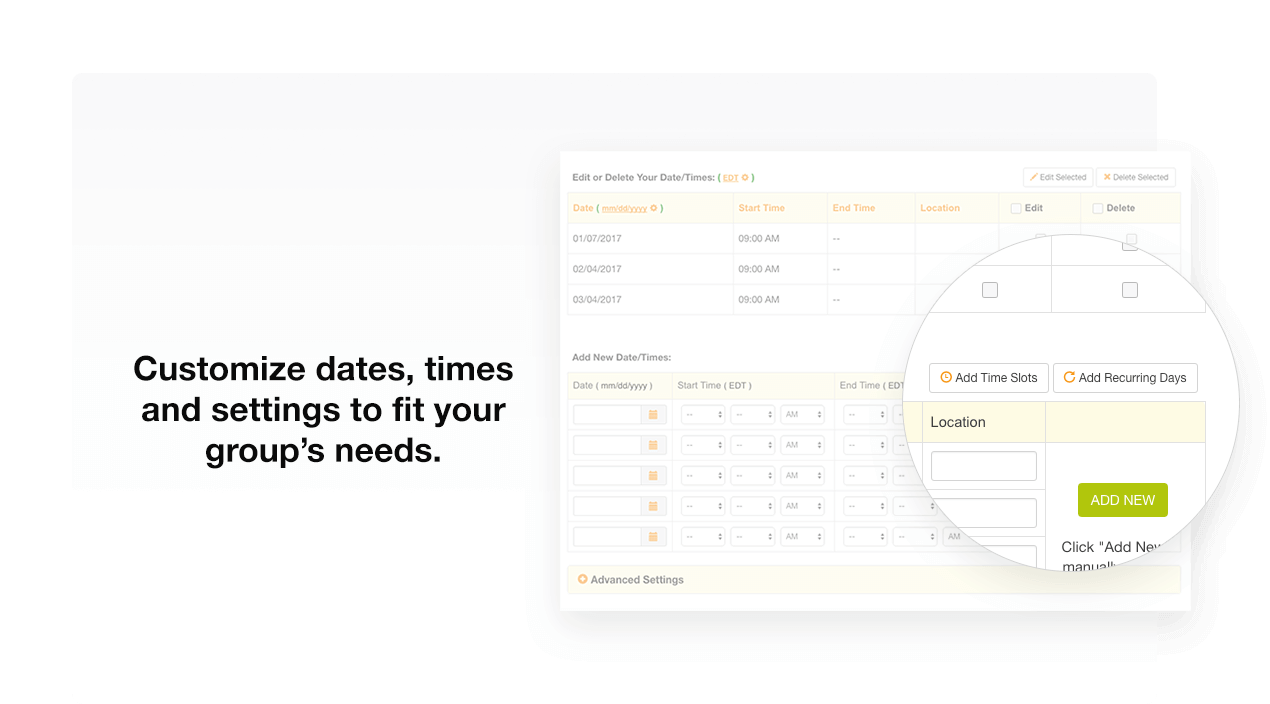 Customize dates, times
and settings to fit your
group's needs.
Edit or Delete Your Date/Times: ( EDT )
Edit Selected
Delete Selected
Date ( mm/dd/yyyy ) Start Time End Time Location Edit Delete
01/07/2017 09:00 AM --
02/04/2017 09:00 AM --
03/04/2017 09:00 AM --
Add Time Slots
Add Recurring Days
Add New Date/Times:
Date ( mm/dd/yyyy ) Start Time ( EDT ) End Time ( EDT
Location
-- -- AM -- --
-- -- AM -- --
-- -- AM -- --
-- -- AM -- --
-- -- AM -- -- AM
ADD NEW
Click "Add New
manually
Advanced Settings